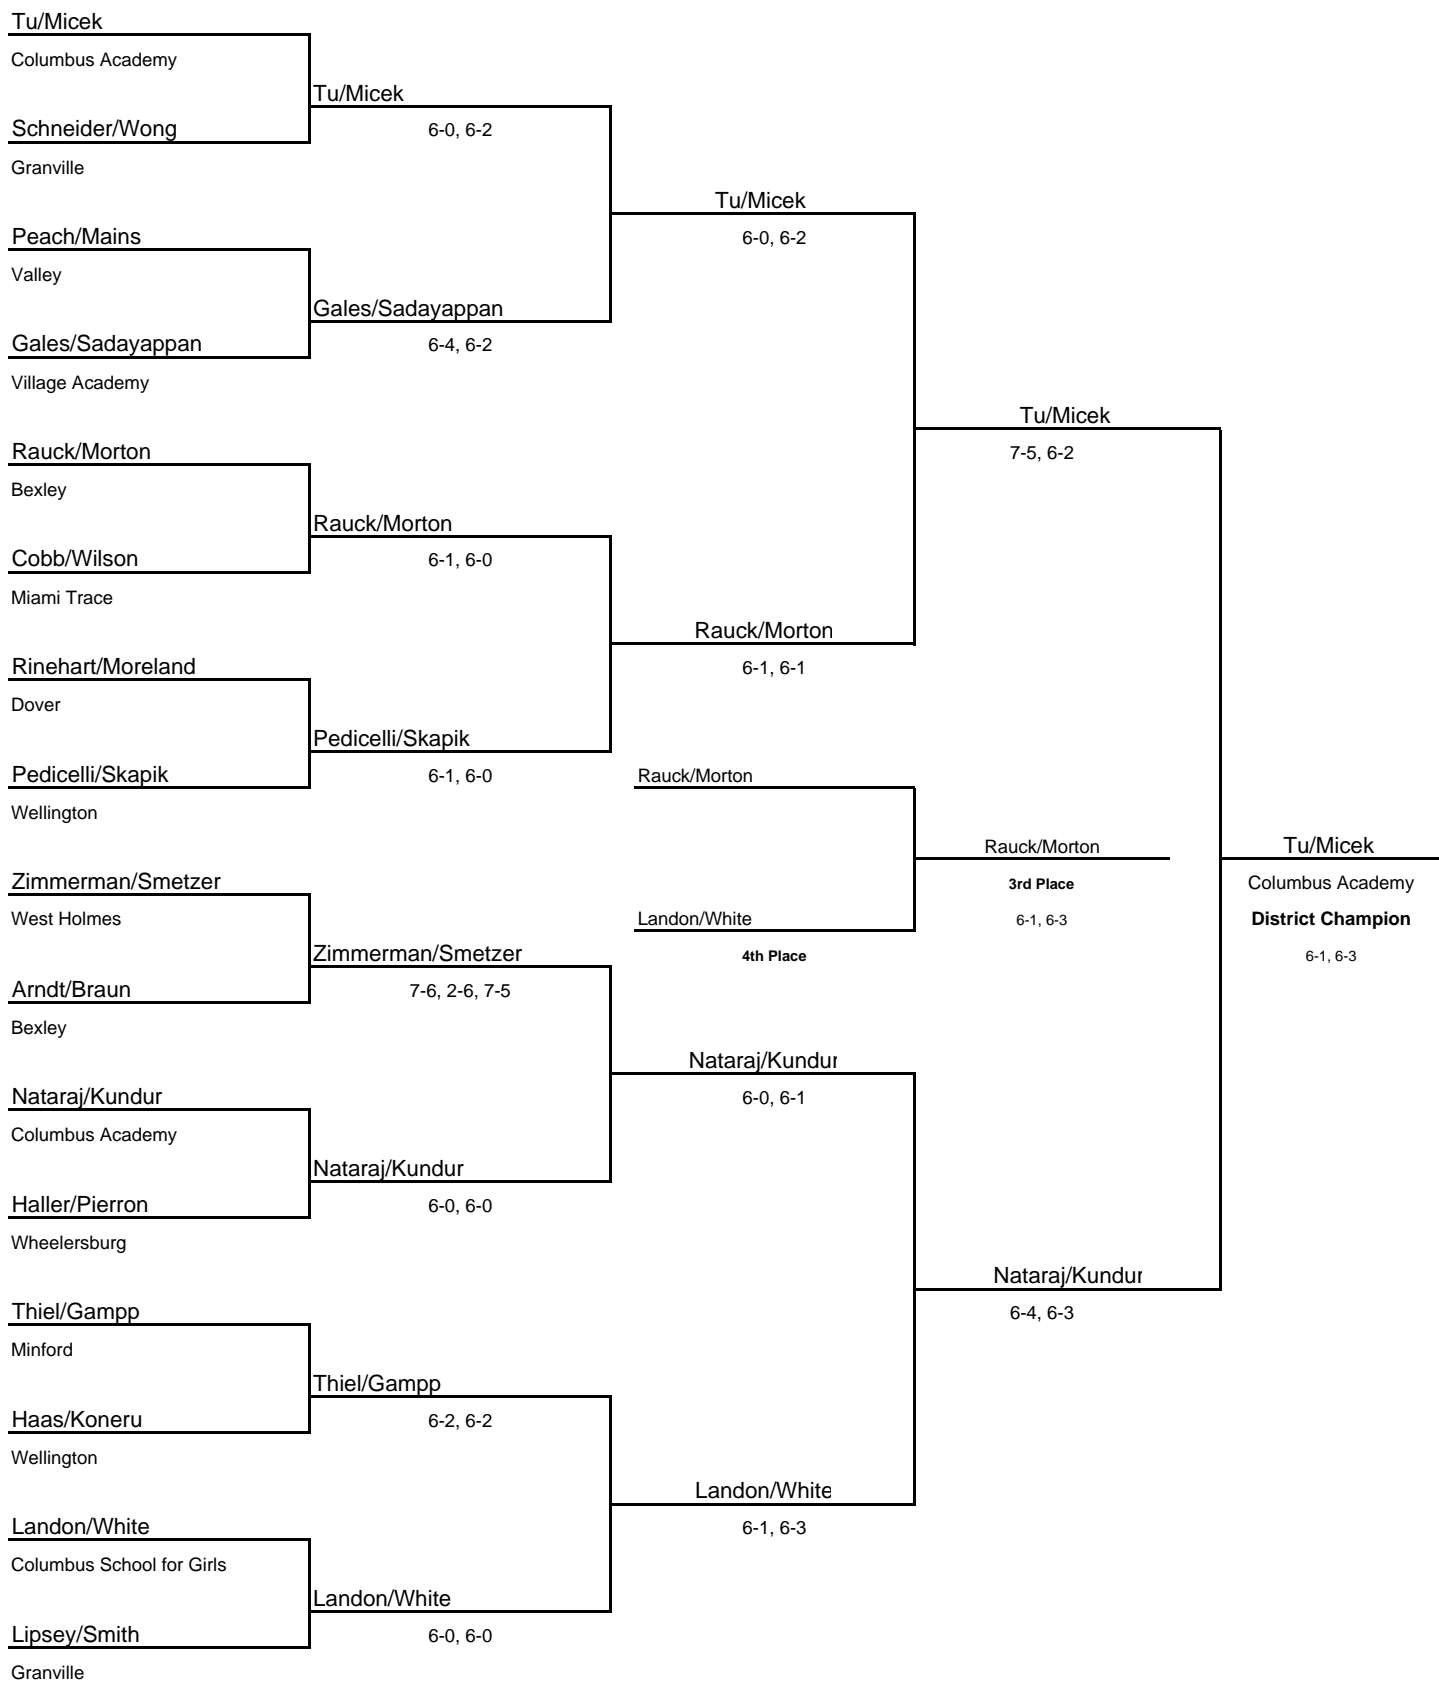 Tu/Micek
Columbus Academy
Tu/Micek
Schneider/Wong
6-0, 6-2
Granville
Tu/Micek
Peach/Mains
6-0, 6-2
Valley
Gales/Sadayappan
Gales/Sadayappan
6-4, 6-2
Village Academy
Tu/Micek
Rauck/Morton
7-5, 6-2
Bexley
Rauck/Morton
Cobb/Wilson
6-1, 6-0
Miami Trace
Rauck/Morton
Rinehart/Moreland
6-1, 6-1
Dover
Pedicelli/Skapik
Pedicelli/Skapik
6-1, 6-0
Rauck/Morton
Wellington
Rauck/Morton
Tu/Micek
Zimmerman/Smetzer
3rd Place
Columbus Academy
West Holmes
Landon/White
6-1, 6-3
District Champion
Zimmerman/Smetzer
4th Place
6-1, 6-3
Arndt/Braun
7-6, 2-6, 7-5
Bexley
Nataraj/Kundur
Nataraj/Kundur
6-0, 6-1
Columbus Academy
Nataraj/Kundur
Haller/Pierron
6-0, 6-0
Wheelersburg
Nataraj/Kundur
Thiel/Gampp
6-4, 6-3
Minford
Thiel/Gampp
Haas/Koneru
6-2, 6-2
Wellington
Landon/White
Landon/White
6-1, 6-3
Columbus School for Girls
Landon/White
Lipsey/Smith
6-0, 6-0
Granville